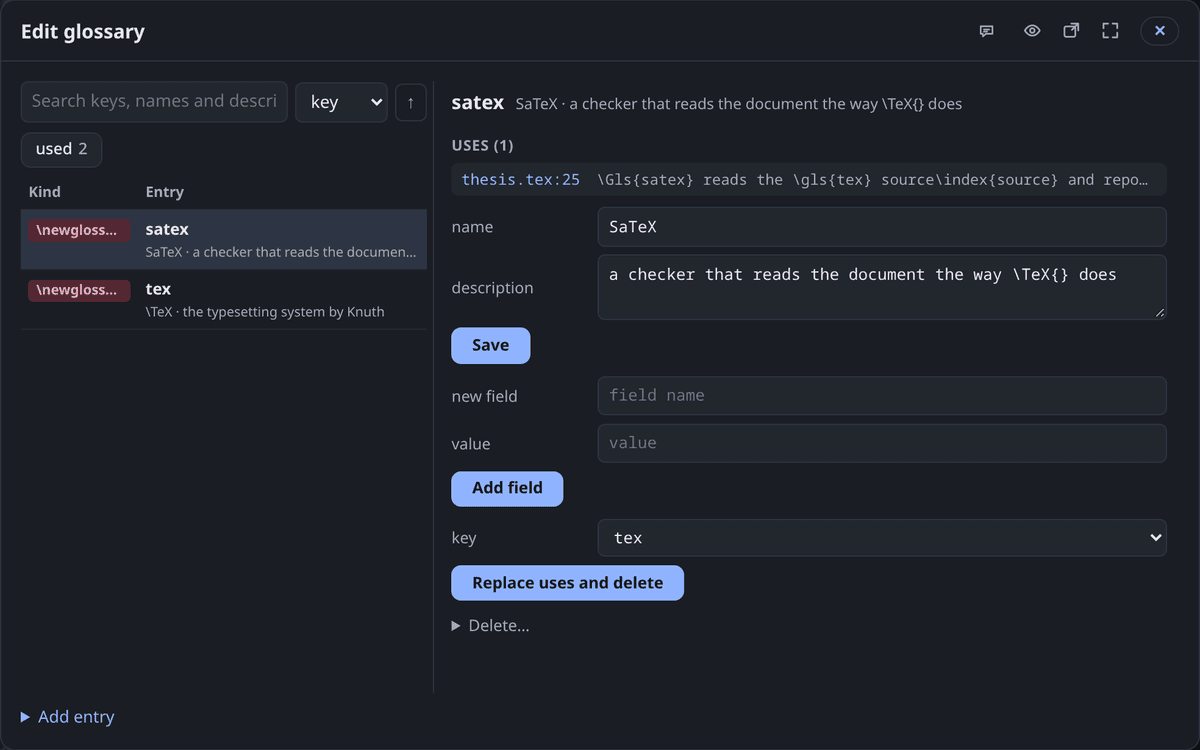 Edit glossary
Search keys, names and descri
key
↑
used 2
Kind Entry
\newgloss... satex
SaTeX · a checker that reads the documen...
\newgloss... tex
\TeX · the typesetting system by Knuth
Add entry
satex SaTeX · a checker that reads the document the way \TeX{} does
USES (1)
thesis.tex:25 \Gls{satex} reads the \gls{tex} source\index{source} and repo…
name SaTeX
description a checker that reads the document the way \TeX{} does
Save
new field field name
value value
Add field
key tex
Replace uses and delete
Delete...